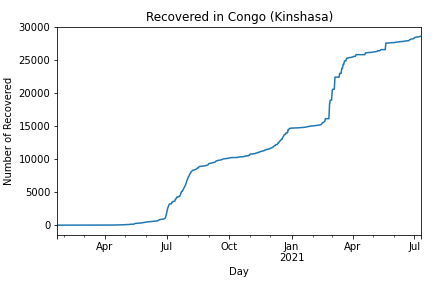 Recovered in Congo (Kinshasa)
Number of Recovered
30000
25000
20000
15000
10000
5000
0
Apr Jul Oct Jan Apr Jul
2021
Day